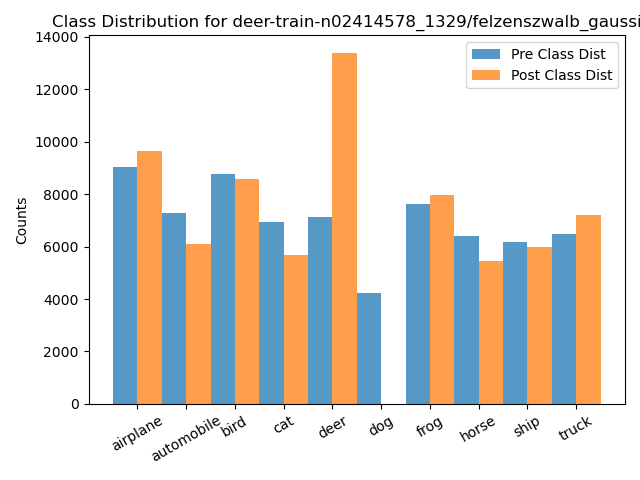 Class Distribution for deer-train-n02414578_1329/felzenszwalb_gaussi
Pre Class Dist
Post Class Dist
Counts
14000
12000
10000
8000
6000
4000
2000
0
airplane
automobile
bird
cat
deer
dog
frog
horse
ship
truck